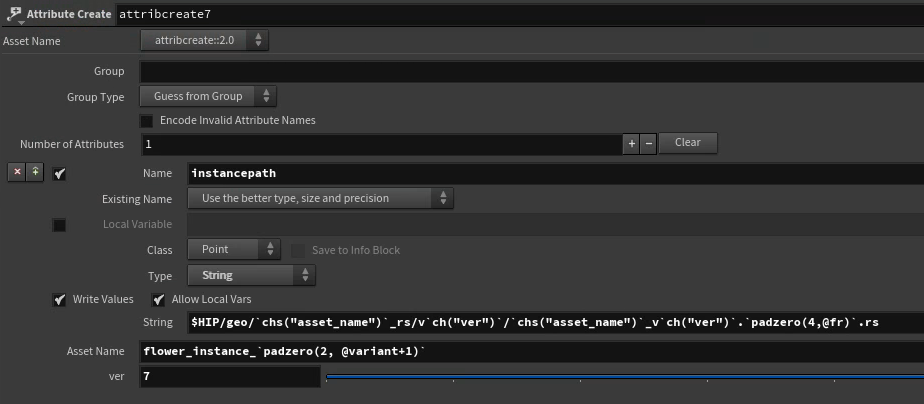 Attribute Create attribcreate7
Asset Name attribcreate::2.0
Group
Group Type Guess from Group
Encode Invalid Attribute Names
Number of Attributes 1 + − Clear
Name instancepath
Existing Name Use the better type, size and precision
Local Variable
Class Point Save to Info Block
Type String
Write Values Allow Local Vars
String $HIP/geo/`chs("asset_name")`_rs/v`ch("ver")`/`chs("asset_name")`_v`ch("ver")`.`padzero(4,@fr)`.rs
Asset Name flower_instance_`padzero(2, @variant+1)`
ver 7